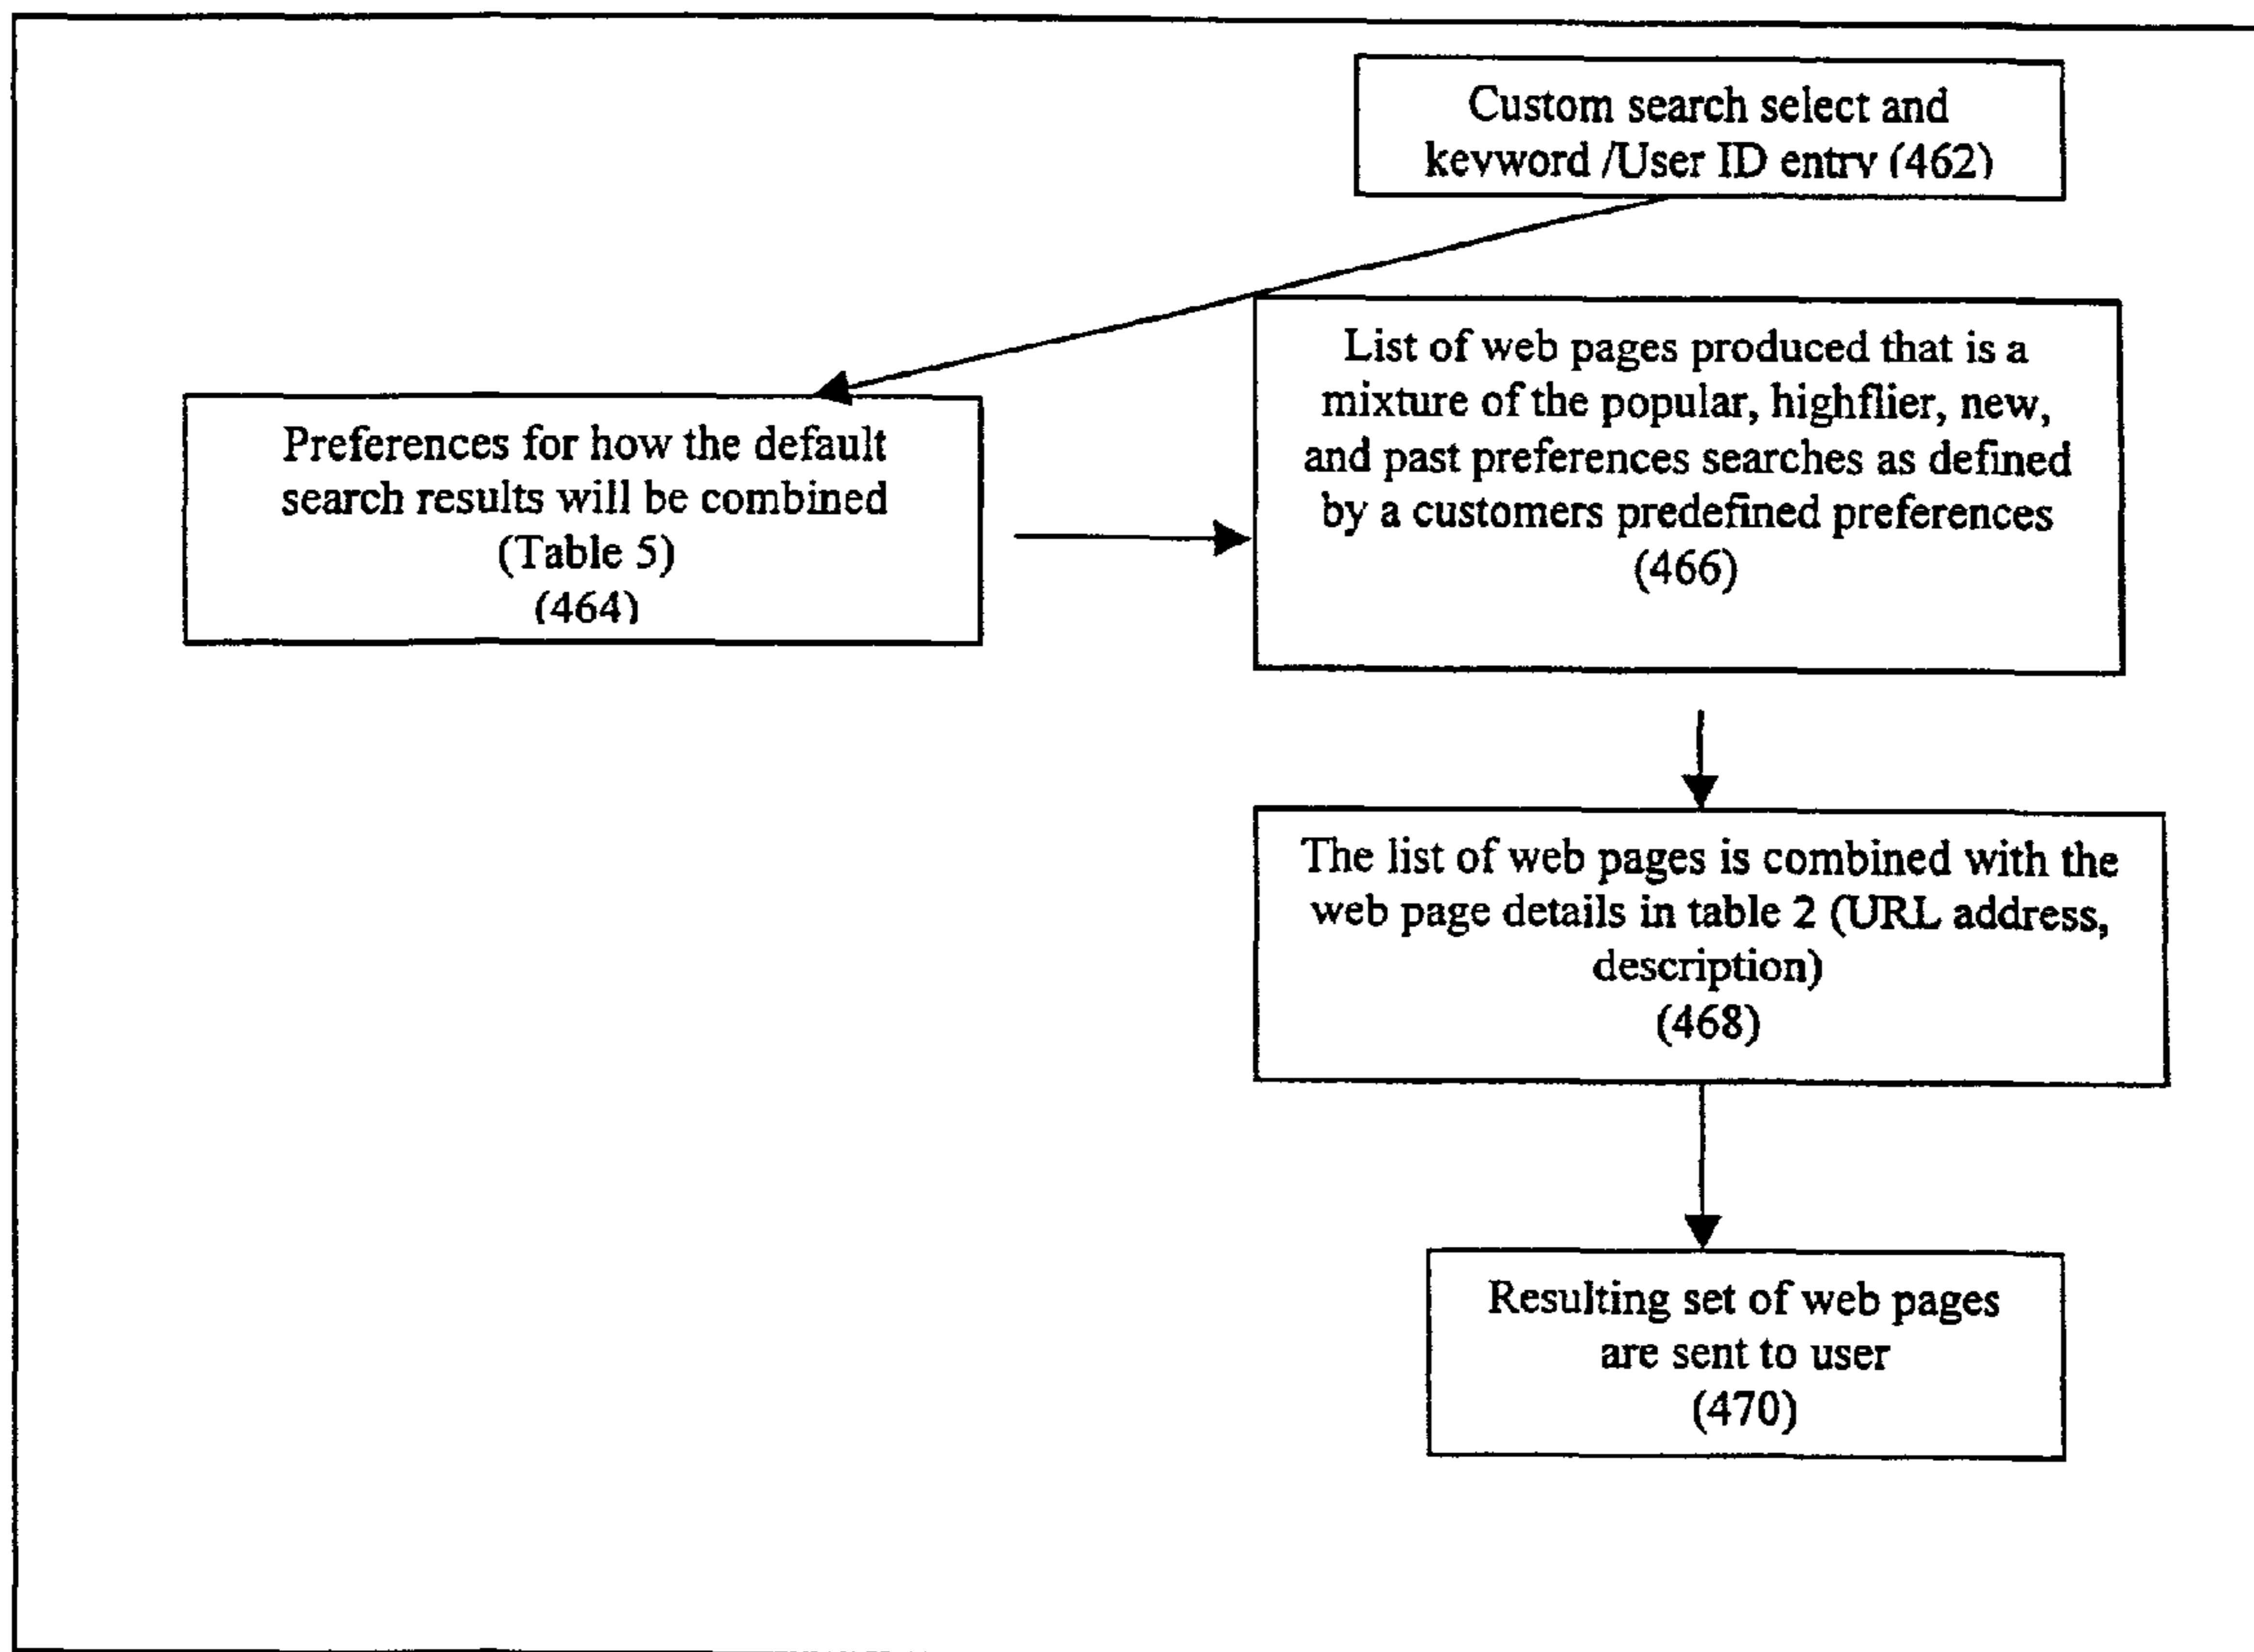 Custom search select and
keyword /User ID entry (462)
Preferences for how the default
search results will be combined
(Table 5)
(464)
List of web pages produced that is a
mixture of the popular, highflier, new,
and past preferences searches as defined
by a customers predefined preferences
(466)
The list of web pages is combined with the
web page details in table 2 (URL address,
description)
(468)
Resulting set of web pages
are sent to user
(470)